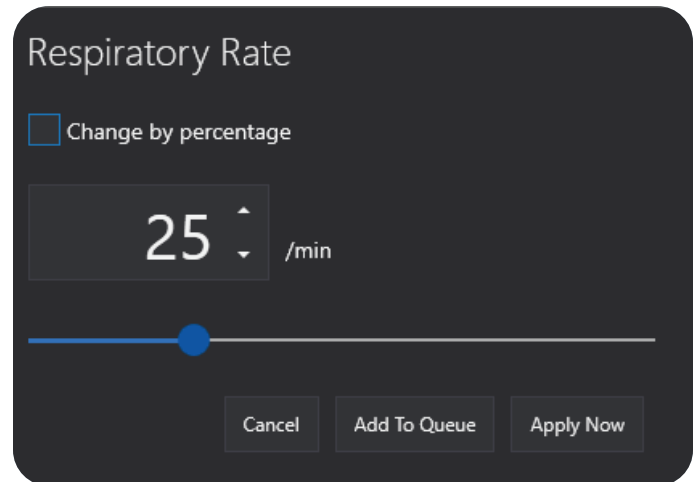 Respiratory Rate
Change by percentage
25 /min
Cancel Add To Queue Apply Now